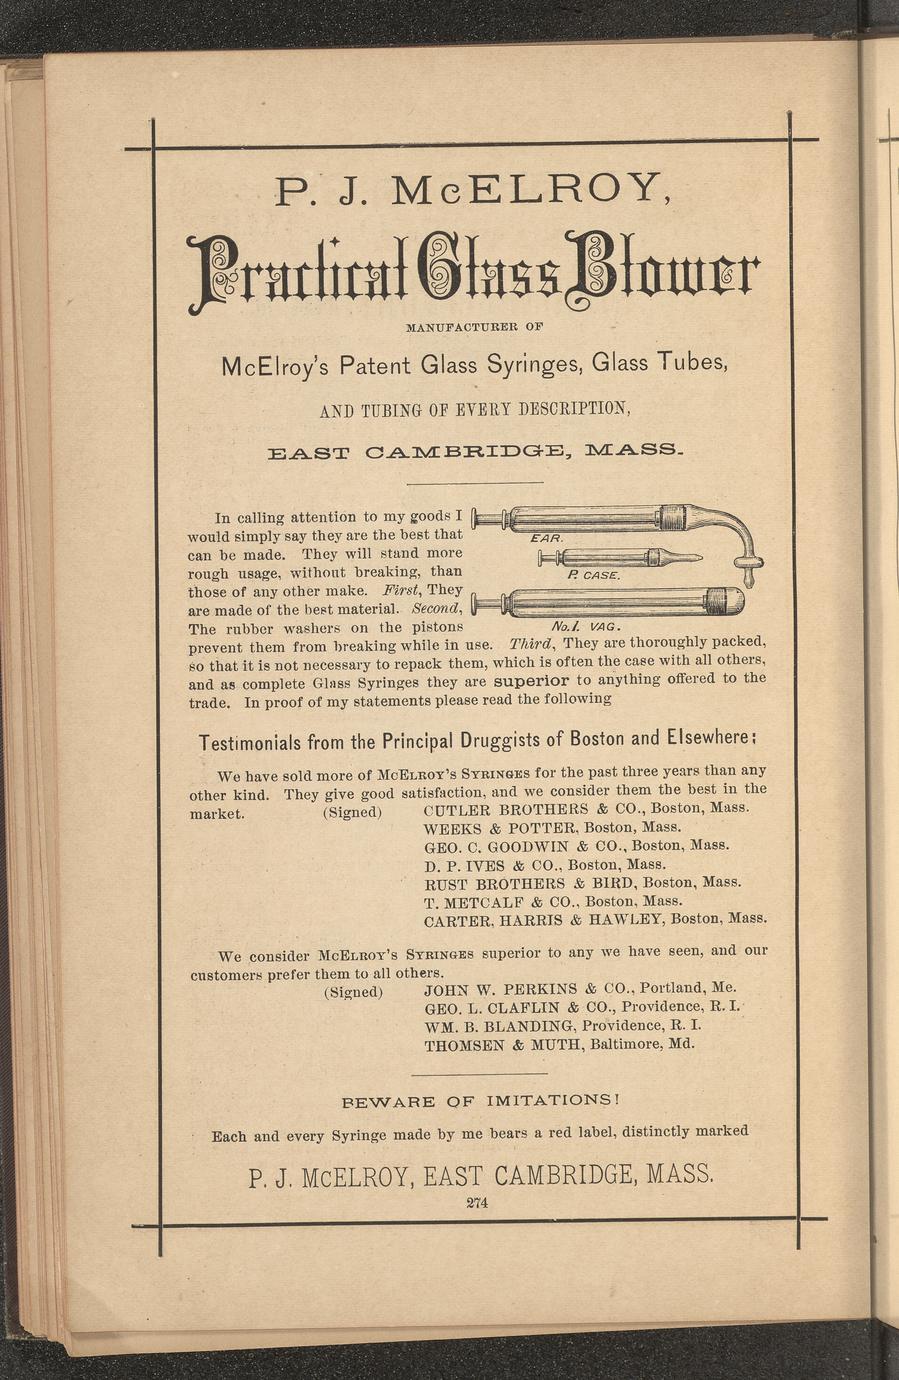 P. J. McELROY,
Practical Glass Blower
MANUFACTURER OF
McElroy's Patent Glass Syringes, Glass Tubes,
AND TUBING OF EVERY DESCRIPTION,
EAST CAMBRIDGE, MASS.
In calling attention to my goods I
would simply say they are the best that
can be made. They will stand more
rough usage, without breaking, than
those of any other make. First, They
are made of the best material. Second,
The rubber washers on the pistons
EAR.
P. CASE.
No. 1. VAG.
prevent them from breaking while in use. Third, They are thoroughly packed,
so that it is not necessary to repack them, which is often the case with all others,
and as complete Glass Syringes they are superior to anything offered to the
trade. In proof of my statements please read the following
Testimonials from the Principal Druggists of Boston and Elsewhere:
We have sold more of McElroy's Syringes for the past three years than any
other kind. They give good satisfaction, and we consider them the best in the
market. (Signed) CUTLER BROTHERS & CO., Boston, Mass.
WEEKS & POTTER, Boston, Mass.
GEO. C. GOODWIN & CO., Boston, Mass.
D. P. IVES & CO., Boston, Mass.
RUST BROTHERS & BIRD, Boston, Mass.
T. METCALF & CO., Boston, Mass.
CARTER, HARRIS & HAWLEY, Boston, Mass.
We consider McElroy's Syringes superior to any we have seen, and our
customers prefer them to all others.
(Signed) JOHN W. PERKINS & CO., Portland, Me.
GEO. L. CLAFLIN & CO., Providence, R. I.
WM. B. BLANDING, Providence, R. I.
THOMSEN & MUTH, Baltimore, Md.
BEWARE OF IMITATIONS!
Each and every Syringe made by me bears a red label, distinctly marked
P. J. McELROY, EAST CAMBRIDGE, MASS.
274